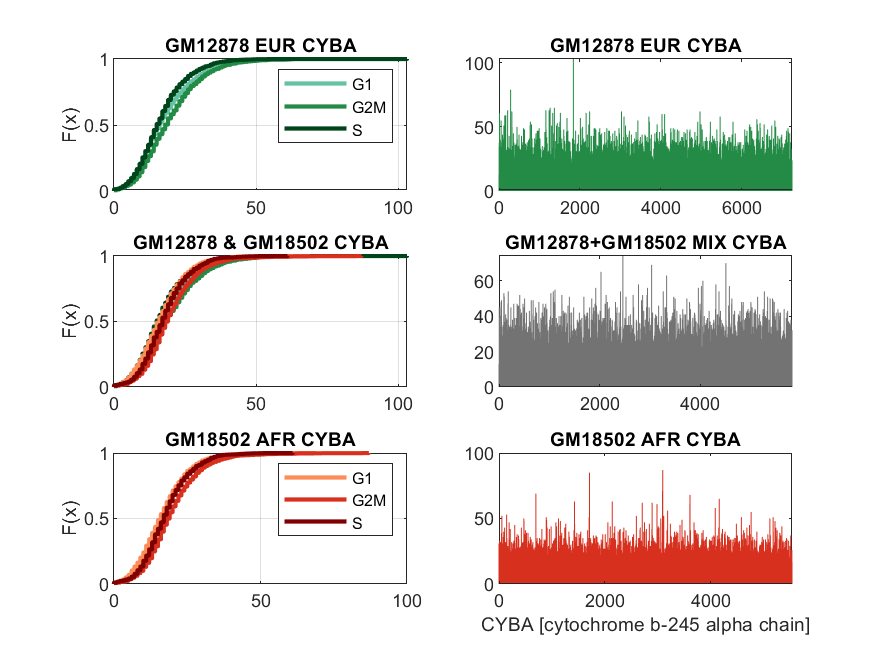 GM12878 EUR CYBA
1
0.5
0
F(x)
0 50 100
G1
G2M
S
GM12878 EUR CYBA
100
50
0
0 2000 4000 6000
GM12878 & GM18502 CYBA
1
0.5
0
F(x)
0 50 100
GM12878+GM18502 MIX CYBA
60
40
20
0
0 2000 4000
GM18502 AFR CYBA
1
0.5
0
F(x)
0 50 100
G1
G2M
S
GM18502 AFR CYBA
100
50
0
0 2000 4000
CYBA [cytochrome b-245 alpha chain]